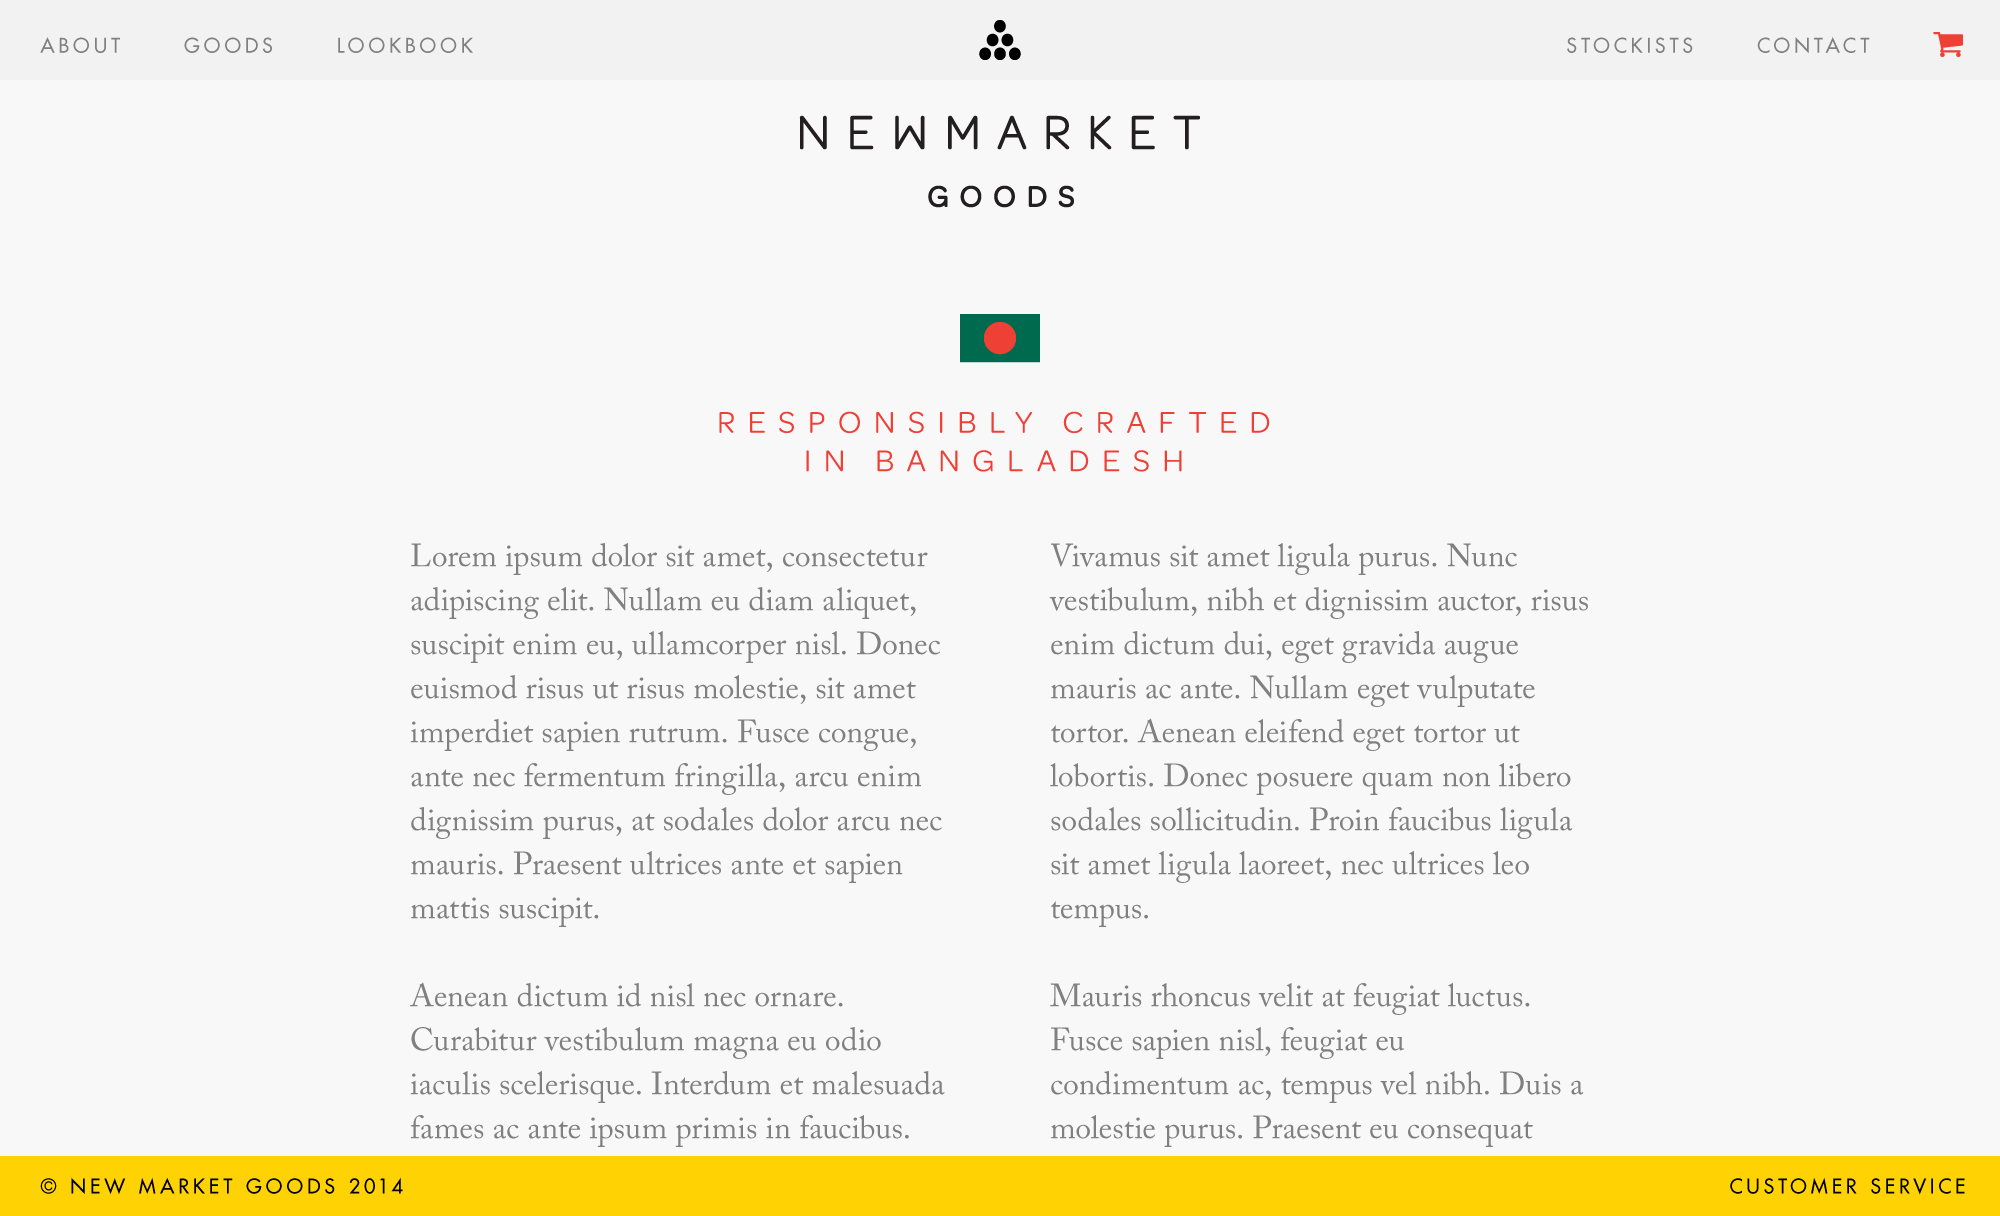 ABOUT GOODS LOOKBOOK STOCKISTS CONTACT
NEWMARKET
GOODS
RESPONSIBLY CRAFTED
IN BANGLADESH
Lorem ipsum dolor sit amet, consectetur
adipiscing elit. Nullam eu diam aliquet,
suscipit enim eu, ullamcorper nisl. Donec
euismod risus ut risus molestie, sit amet
imperdiet sapien rutrum. Fusce congue,
ante nec fermentum fringilla, arcu enim
dignissim purus, at sodales dolor arcu nec
mauris. Praesent ultrices ante et sapien
mattis suscipit.
Aenean dictum id nisl nec ornare.
Curabitur vestibulum magna eu odio
iaculis scelerisque. Interdum et malesuada
fames ac ante ipsum primis in faucibus.
Vivamus sit amet ligula purus. Nunc
vestibulum, nibh et dignissim auctor, risus
enim dictum dui, eget gravida augue
mauris ac ante. Nullam eget vulputate
tortor. Aenean eleifend eget tortor ut
lobortis. Donec posuere quam non libero
sodales sollicitudin. Proin faucibus ligula
sit amet ligula laoreet, nec ultrices leo
tempus.
Mauris rhoncus velit at feugiat luctus.
Fusce sapien nisl, feugiat eu
condimentum ac, tempus vel nibh. Duis a
molestie purus. Praesent eu consequat
© NEW MARKET GOODS 2014 CUSTOMER SERVICE